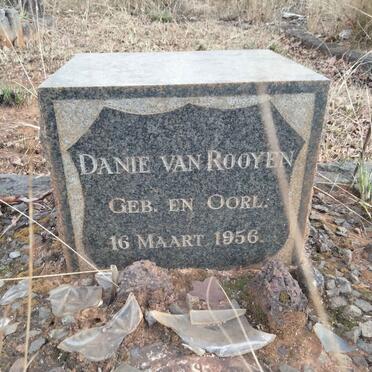 DANIE VAN ROOYEN
GEB. EN OORL.
16 MAART 1956.